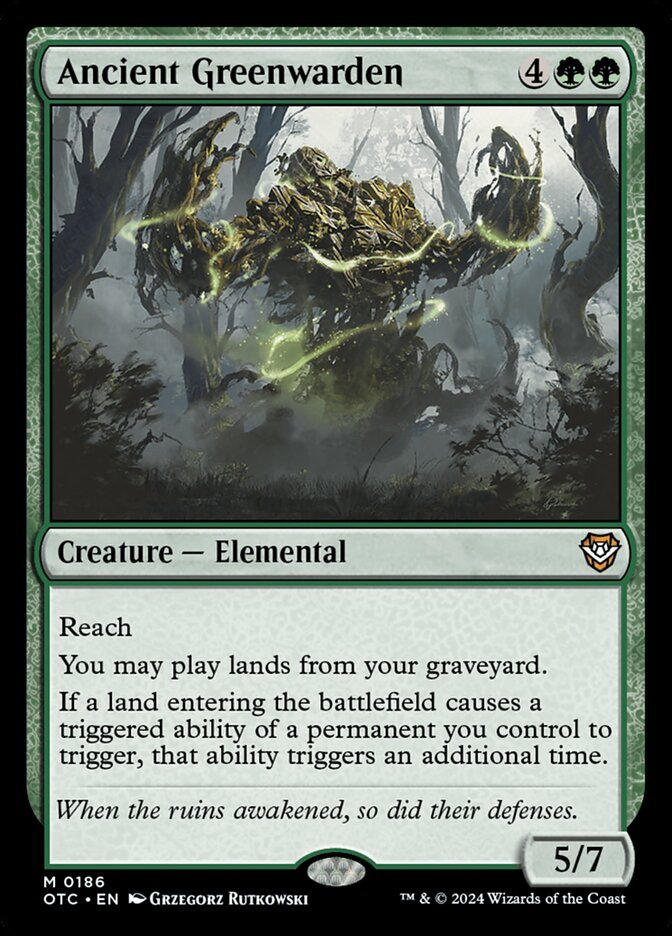 Ancient Greenwarden 4
Creature — Elemental
Reach
You may play lands from your graveyard.
If a land entering the battlefield causes a
triggered ability of a permanent you control to
trigger, that ability triggers an additional time.
When the ruins awakened, so did their defenses.
5/7
M 0186
OTC • EN Grzegorz Rutkowski
™ & © 2024 Wizards of the Coast